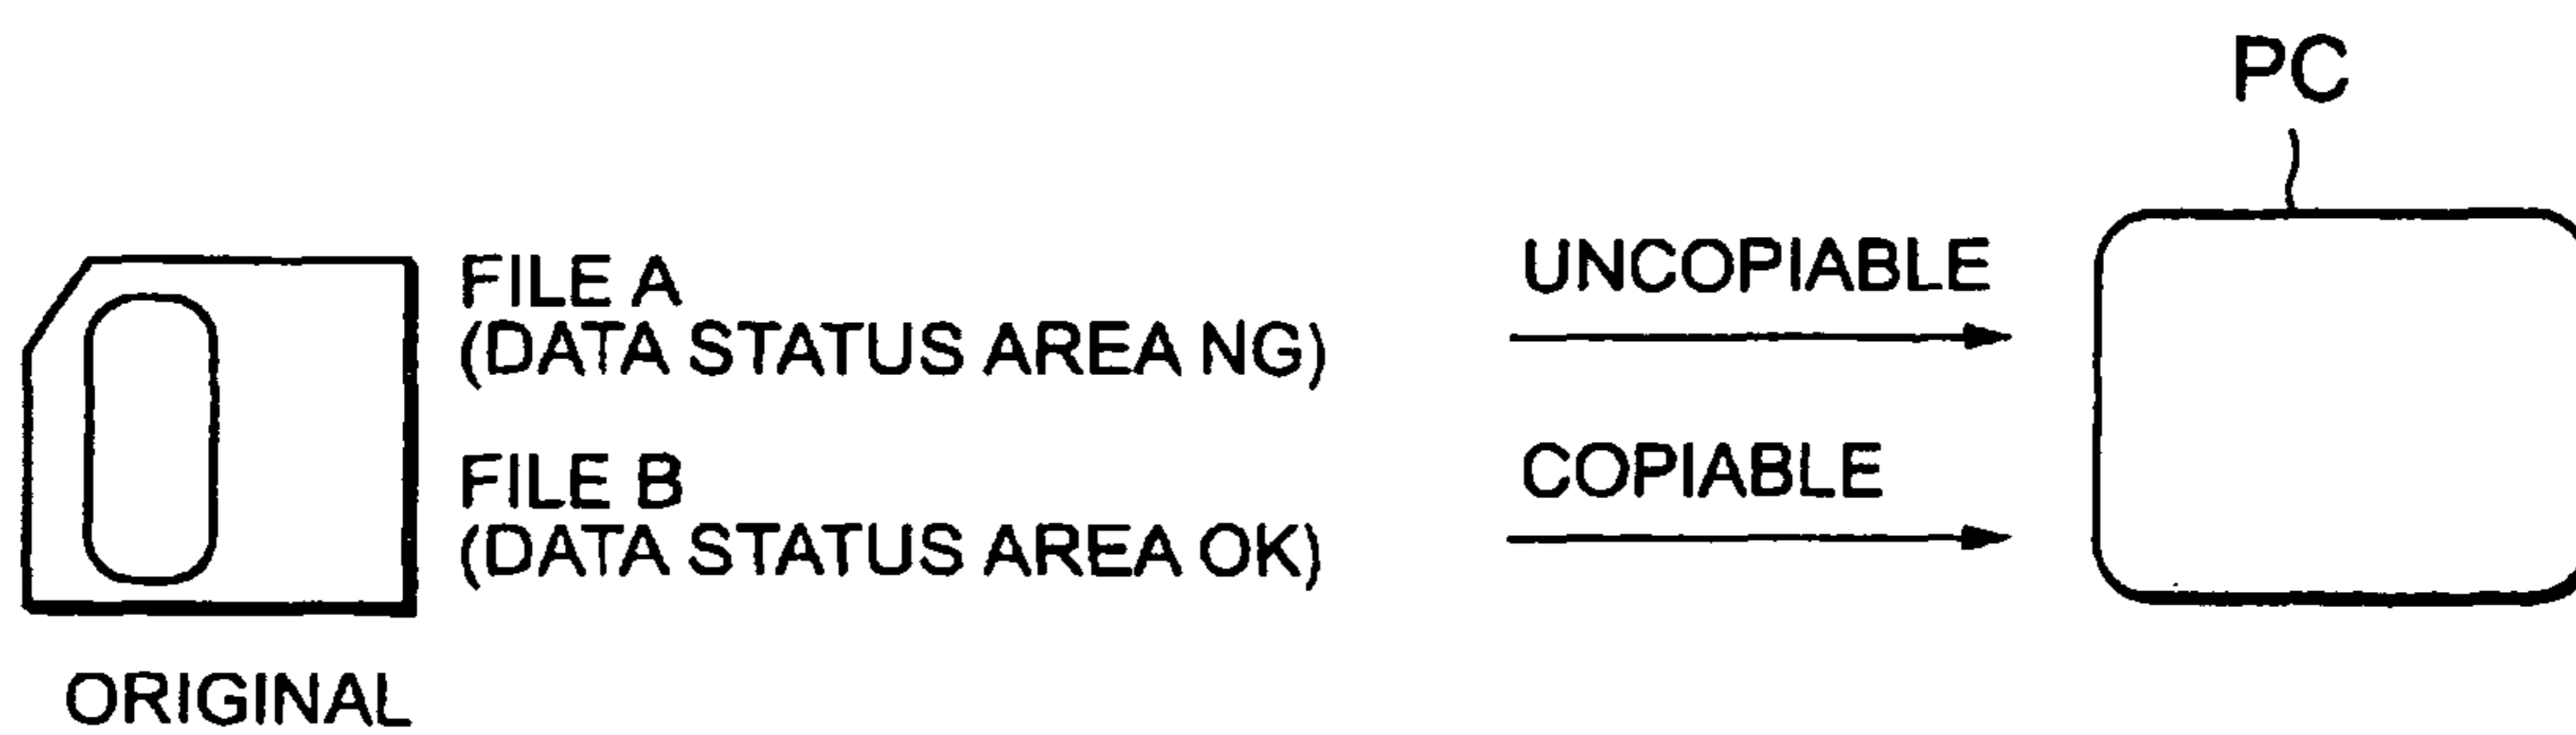 PC
FILE A
(DATA STATUS AREA NG)
UNCOPIABLE
FILE B
(DATA STATUS AREA OK)
COPIABLE
ORIGINAL